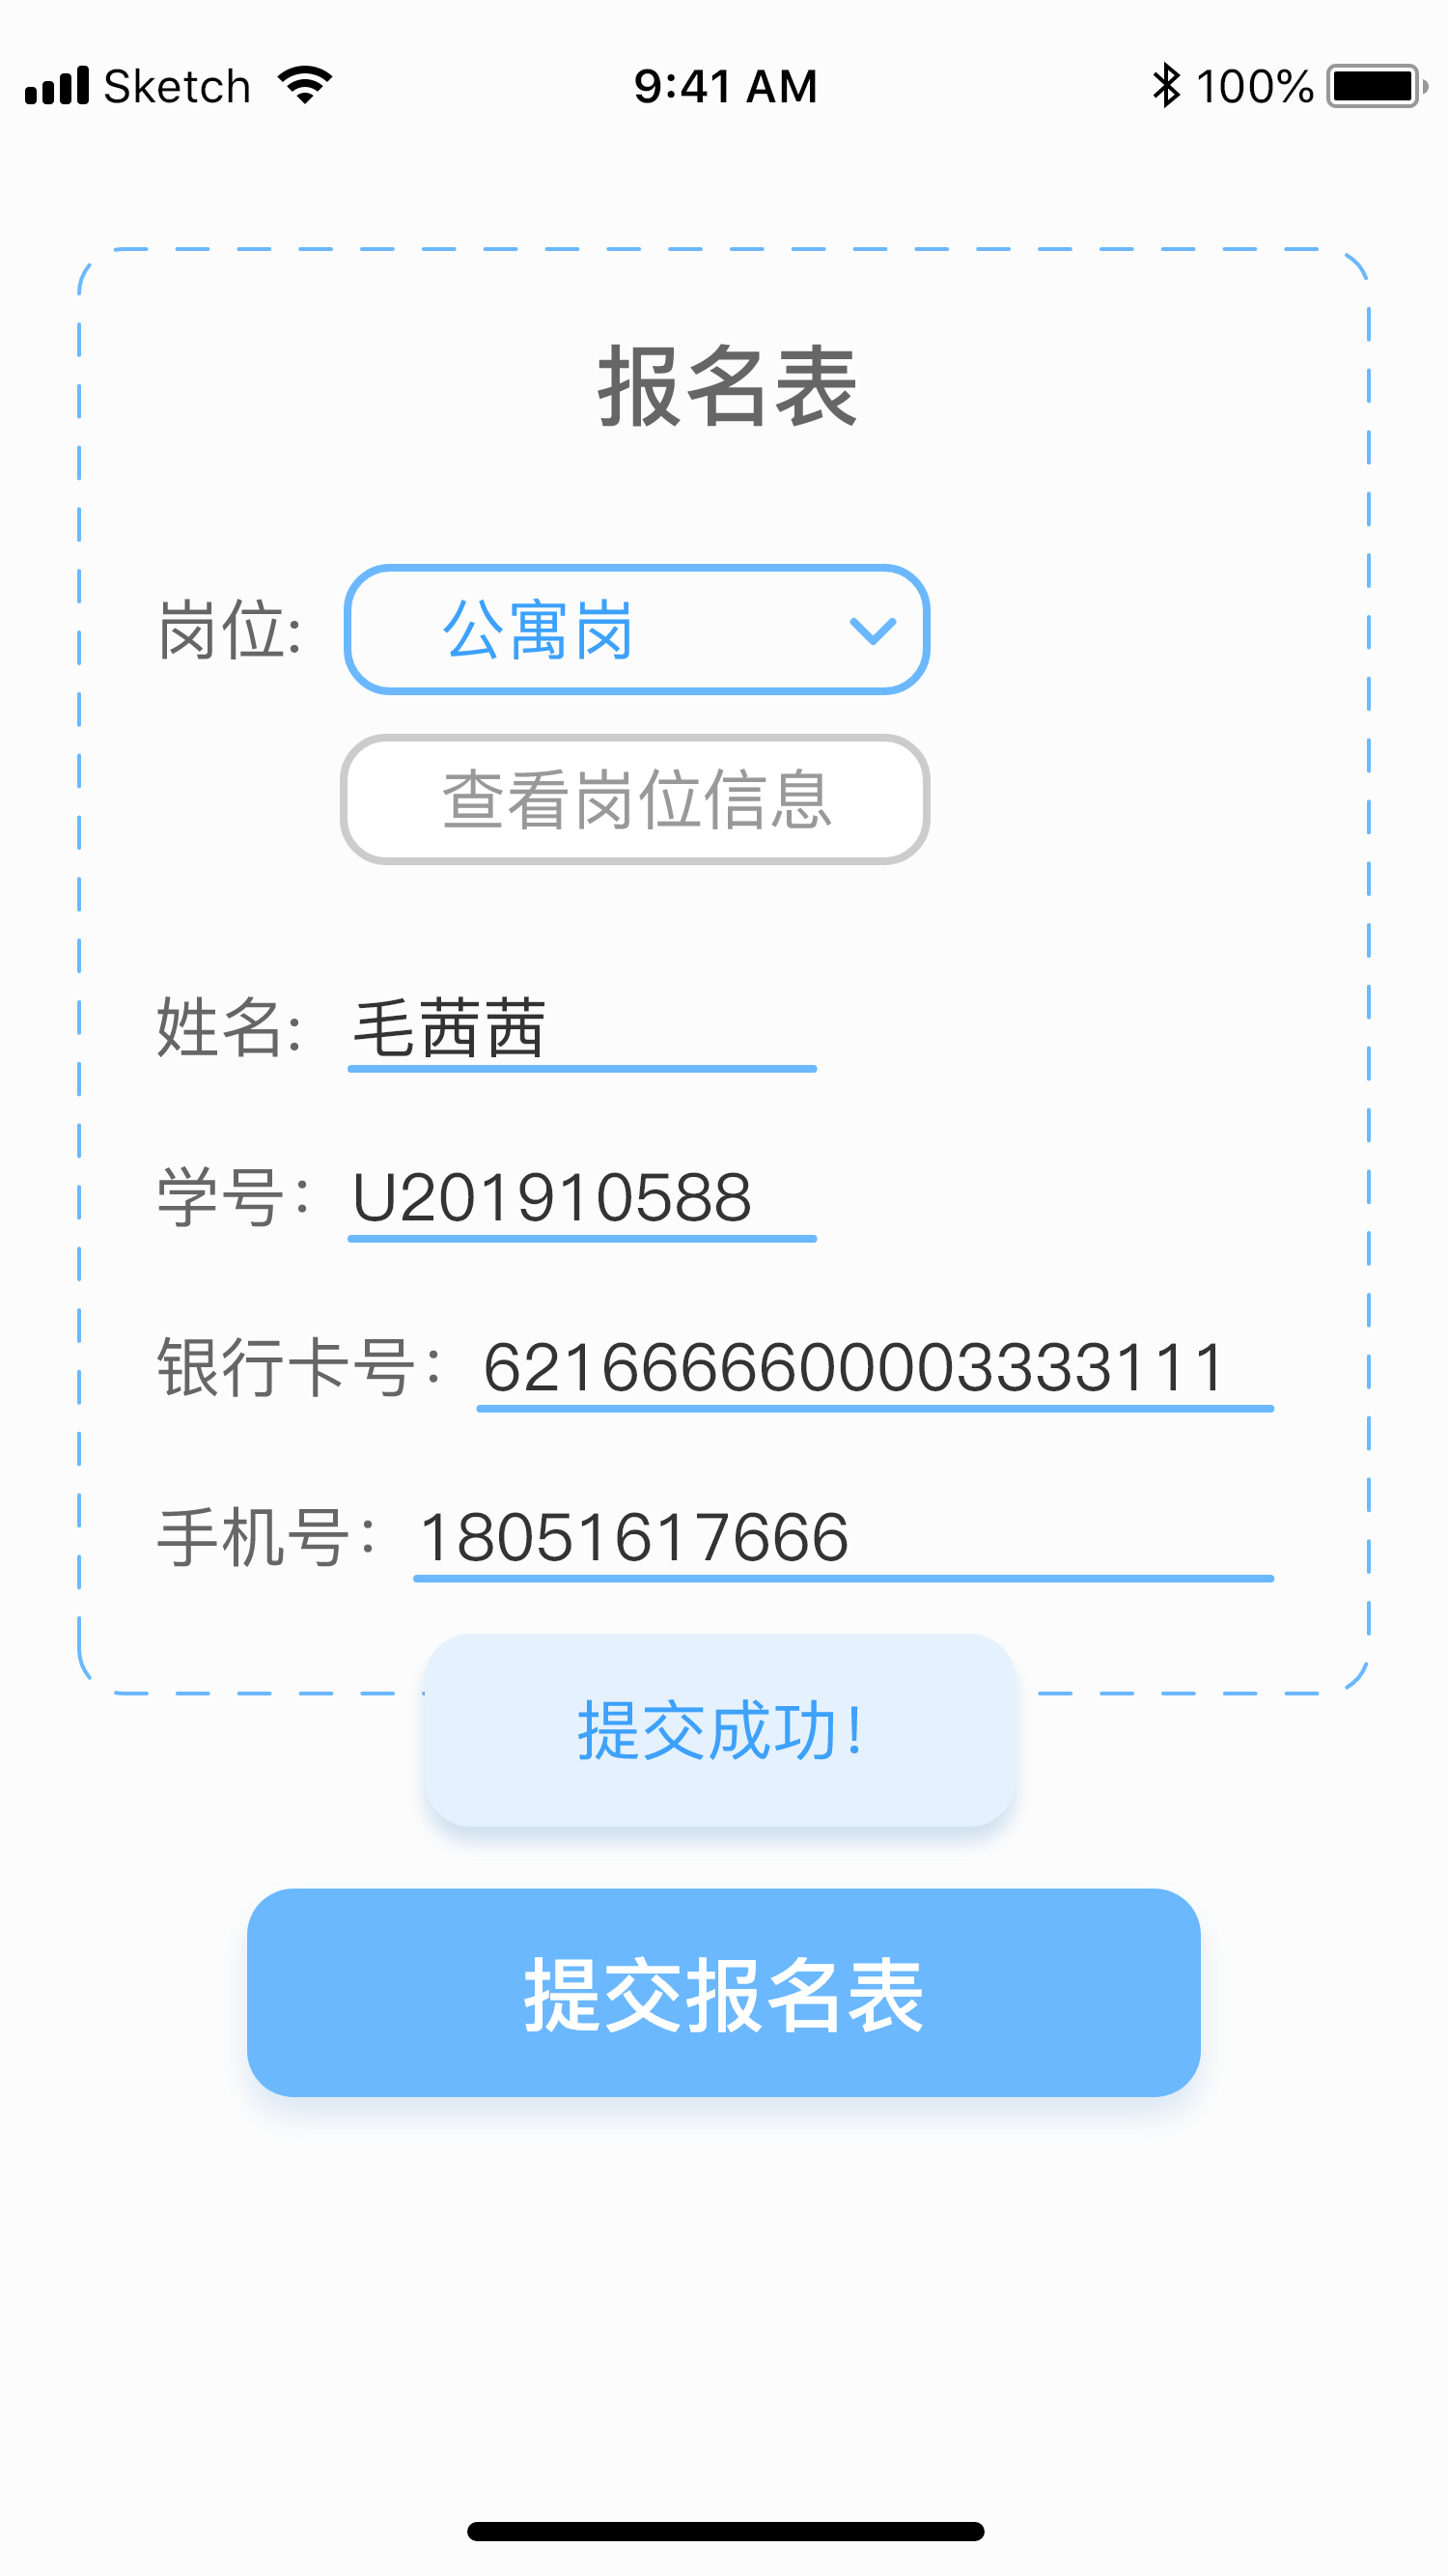 Sketch 9:41 AM 100%
报名表
岗位: 公寓岗
查看岗位信息
姓名: 毛茜茜
学号: U201910588
银行卡号: 6216666600003333111
手机号: 18051617666
提交成功!
提交报名表